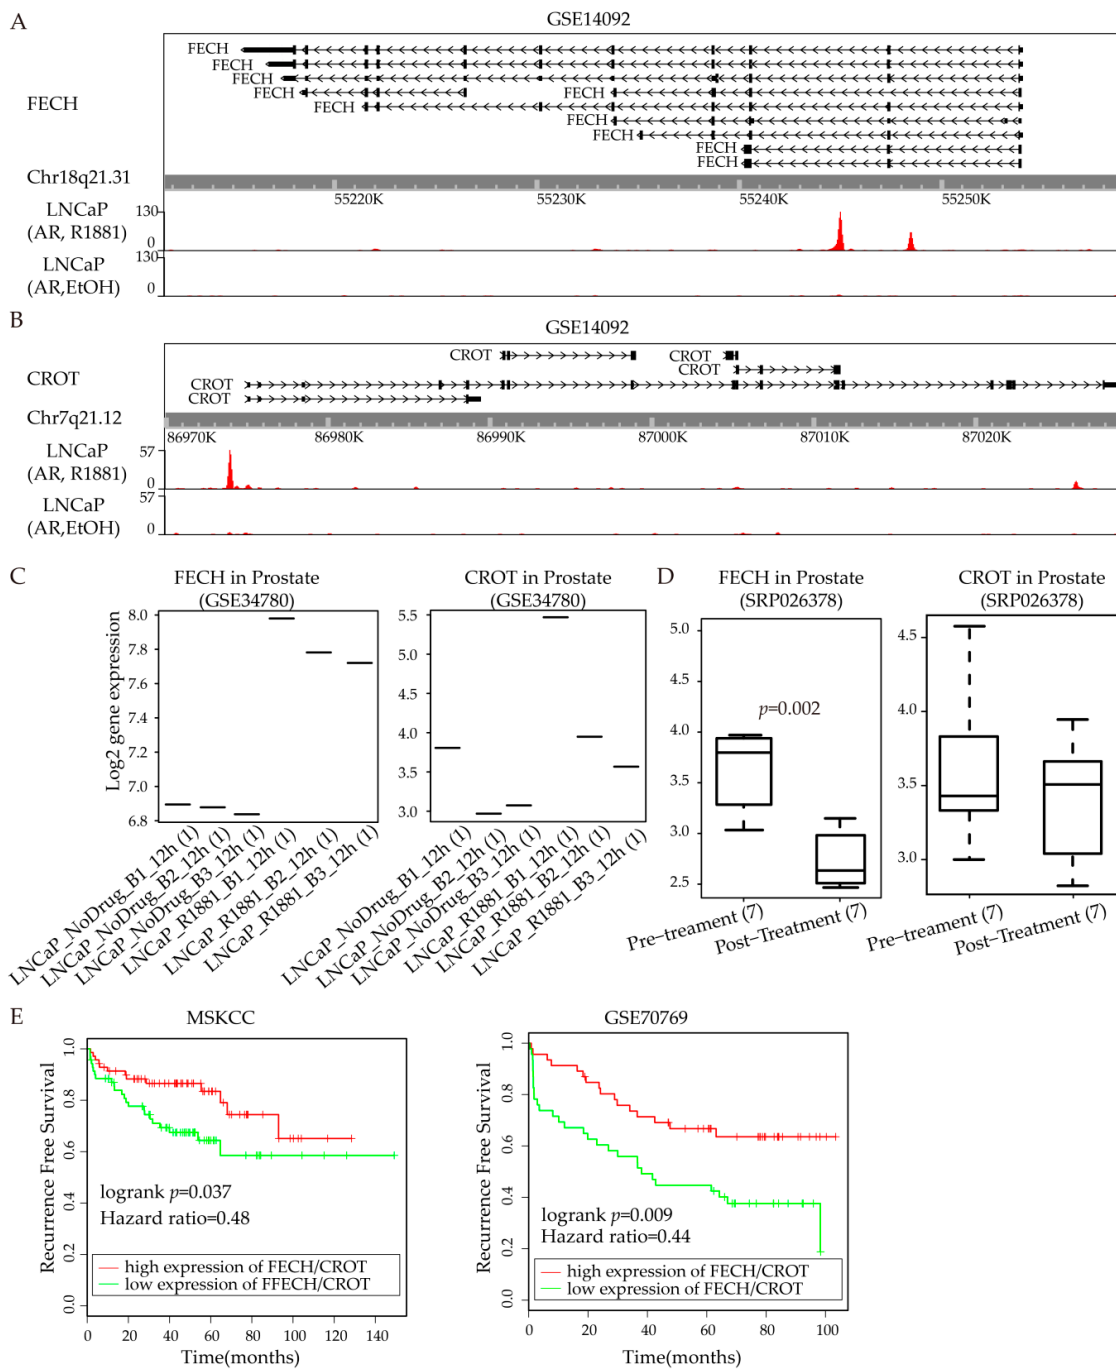 A
GSE14092
FECH
FECH
FECH
FECH
FECH
FECH
FECH
FECH
FECH
FECH
FECH
Chr18q21.31
55220K
55230K
55240K
55250K
LNCaP
(AR, R1881)
130
0
LNCaP
(AR,EtOH)
130
0
B
GSE14092
CROT
CROT
CROT
CROT
CROT
CROT
Chr7q21.12
86970K
86980K
86990K
87000K
87010K
87020K
LNCaP
(AR, R1881)
57
0
LNCaP
(AR,EtOH)
57
0
C
FECH in Prostate
(GSE34780)
Log2 gene expression
8.0
7.8
7.6
7.4
7.2
7.0
6.8
LNCaP_NoDrug_B1_12h (1)
LNCaP_NoDrug_B2_12h (1)
LNCaP_NoDrug_B3_12h (1)
LNCaP_R1881_B1_12h (1)
LNCaP_R1881_B2_12h (1)
LNCaP_R1881_B3_12h (1)
CROT in Prostate
(GSE34780)
5.5
5.0
4.5
4.0
3.5
3.0
LNCaP_NoDrug_B1_12h (1)
LNCaP_NoDrug_B2_12h (1)
LNCaP_NoDrug_B3_12h (1)
LNCaP_R1881_B1_12h (1)
LNCaP_R1881_B2_12h (1)
LNCaP_R1881_B3_12h (1)
D
FECH in Prostate
(SRP026378)
5.0
4.5
4.0
3.5
3.0
2.5
p=0.002
Pre-treament (7)
Post-Treatment (7)
CROT in Prostate
(SRP026378)
4.5
4.0
3.5
3.0
Pre-treament (7)
Post-Treatment (7)
E
MSKCC
Recurrence Free Survival
1.0
0.8
0.6
0.4
0.2
0.0
logrank p=0.037
Hazard ratio=0.48
high expression of FECH/CROT
low expression of FFECH/CROT
0 20 40 60 80 100 120 140
Time(months)
GSE70769
Recurrence Free Survival
1.0
0.8
0.6
0.4
0.2
0.0
logrank p=0.009
Hazard ratio=0.44
high expression of FECH/CROT
low expression of FECH/CROT
0 20 40 60 80 100
Time(months)